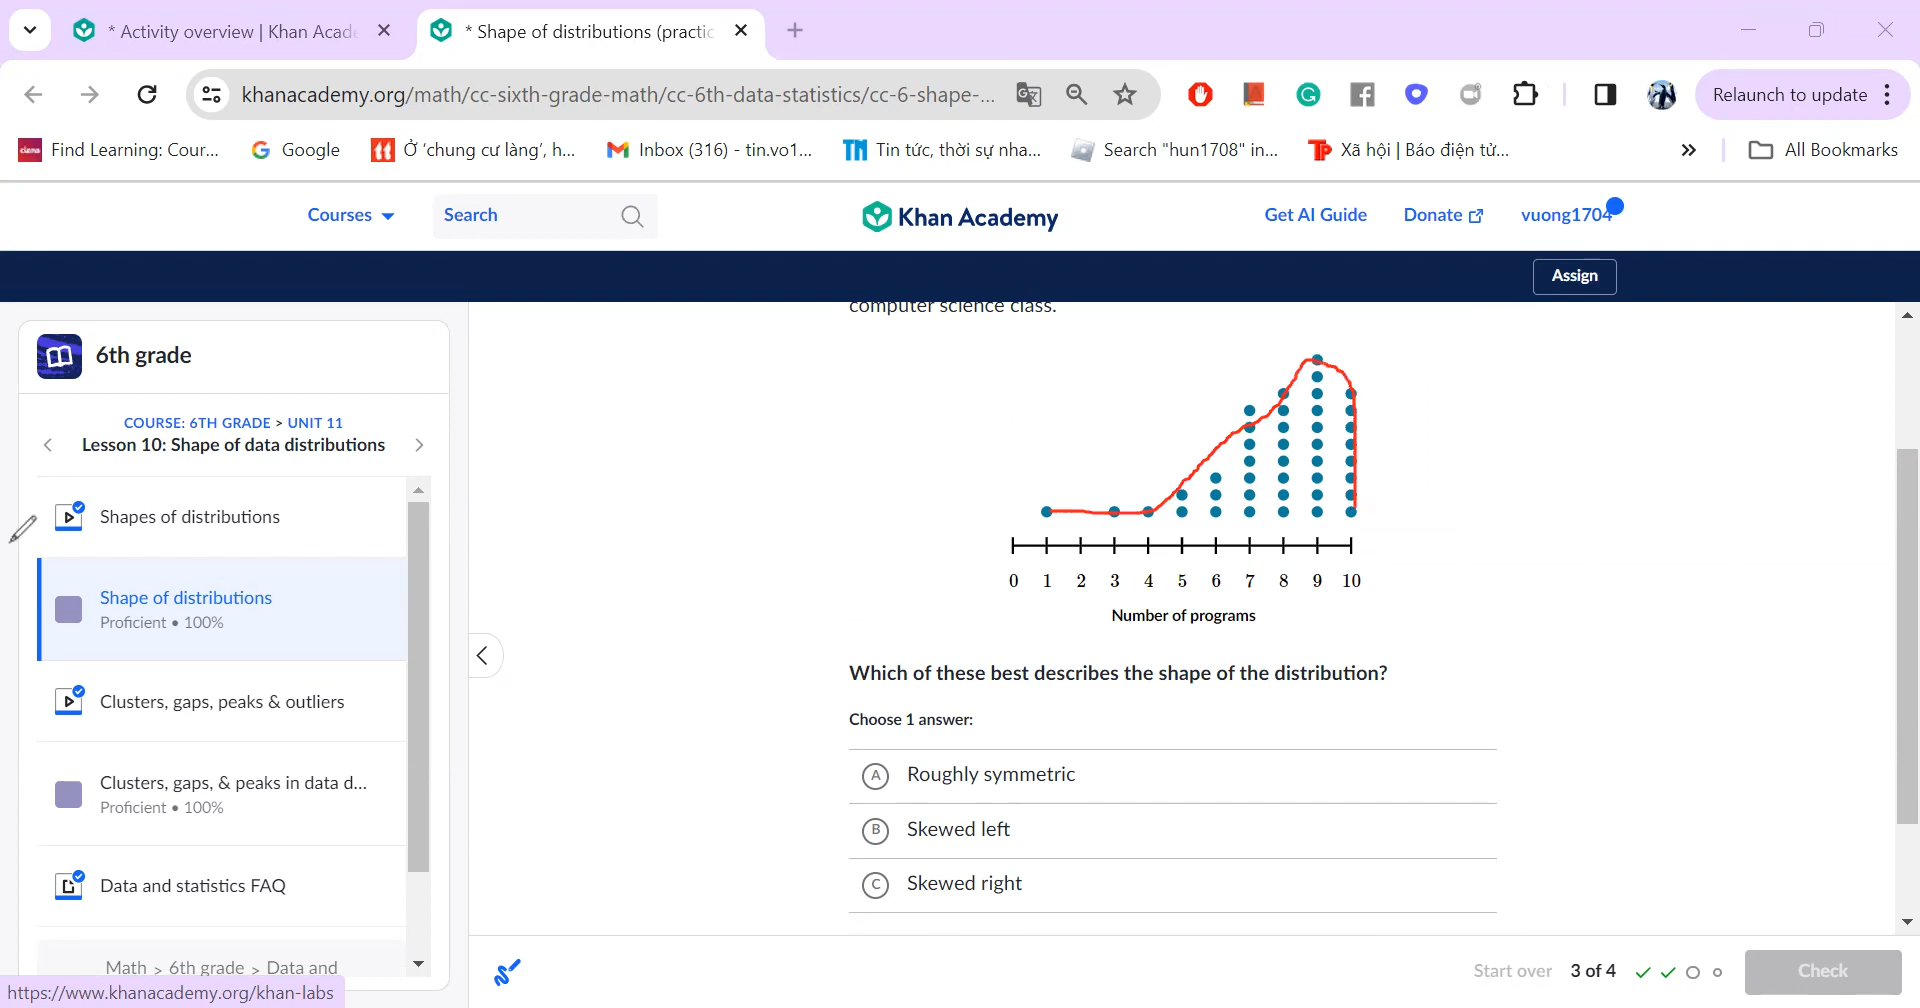 * Activity overview | Khan Acade
* Shape of distributions (practic
khanacademy.org/math/cc-sixth-grade-math/cc-6th-data-statistics/cc-6-shape-...
Relaunch to update
Find Learning: Cour...
Google
Ở ‘chung cư làng’, h...
Inbox (316) - tin.vo1...
Tin tức, thời sự nha...
Search "hun1708" in...
Xã hội | Báo điện tử...
All Bookmarks
Courses
Search
Khan Academy
Get AI Guide
Donate
vuong1704
Assign
6th grade
COURSE: 6TH GRADE > UNIT 11
Lesson 10: Shape of data distributions
Shapes of distributions
Shape of distributions
Proficient • 100%
Clusters, gaps, peaks & outliers
Clusters, gaps, & peaks in data d...
Proficient • 100%
Data and statistics FAQ
Math > 6th grade > Data and
https://www.khanacademy.org/khan-labs
computer science class.
0 1 2 3 4 5 6 7 8 9 10
Number of programs
Which of these best describes the shape of the distribution?
Choose 1 answer:
A Roughly symmetric
B Skewed left
C Skewed right
Start over
3 of 4
Check